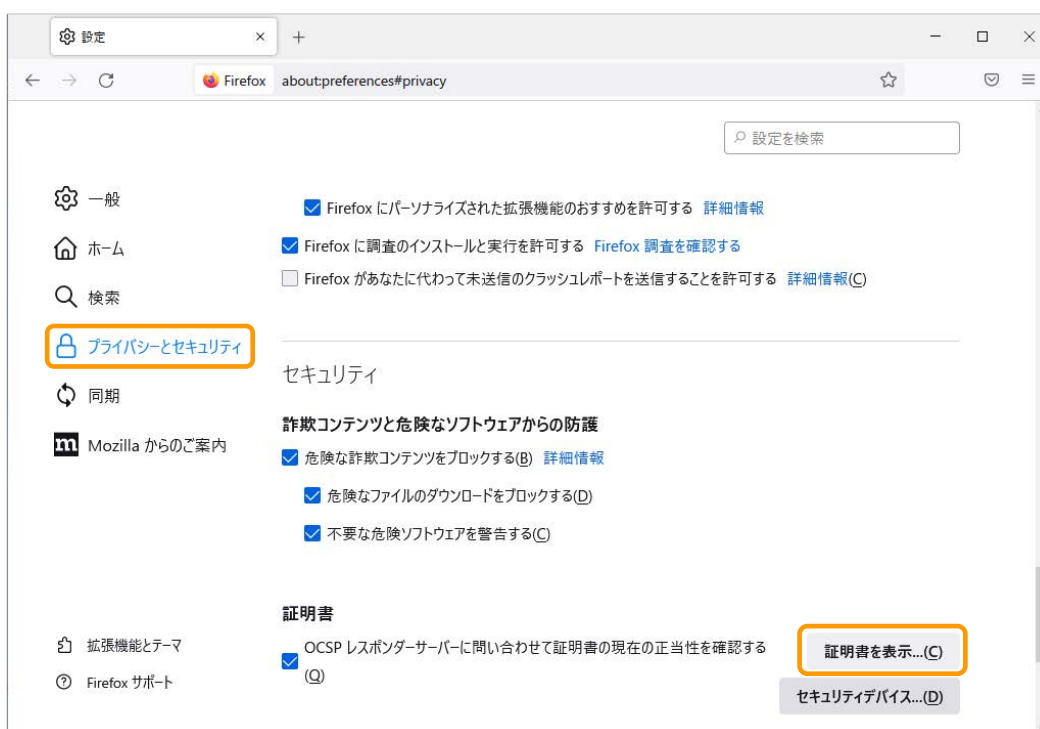 設定
Firefox about:preferences#privacy
設定を検索
一般
ホーム
検索
プライバシーとセキュリティ
同期
Mozilla からのご案内
拡張機能とテーマ
Firefox サポート
Firefox にパーソナライズされた拡張機能のおすすめを許可する 詳細情報
Firefox に調査のインストールと実行を許可する Firefox 調査を確認する
Firefox があなたに代わって未送信のクラッシュレポートを送信することを許可する 詳細情報(C)
セキュリティ
詐欺コンテンツと危険なソフトウェアからの防護
危険な詐欺コンテンツをブロックする(B) 詳細情報
危険なファイルのダウンロードをブロックする(D)
不要な危険ソフトウェアを警告する(C)
証明書
OCSP レスポンダーサーバーに問い合わせて証明書の現在の正当性を確認する
(Q)
証明書を表示...(C)
セキュリティデバイス...(D)